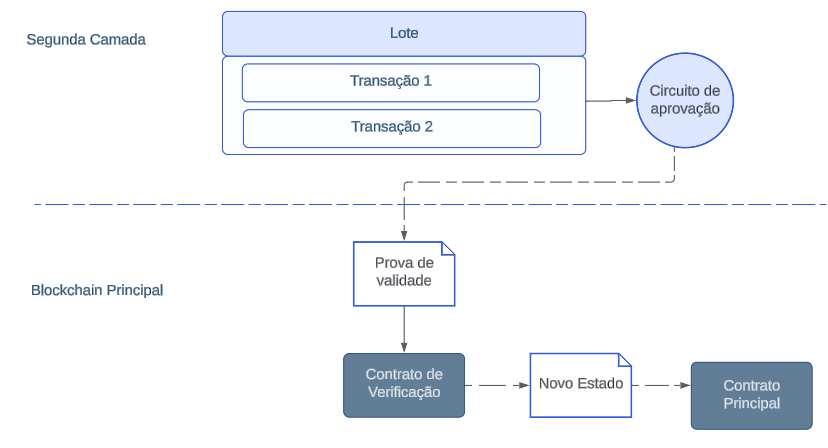 Segunda Camada
Lote
Transação 1
Transação 2
Circuito de
aprovação
Blockchain Principal
Prova de
validade
Contrato de
Verificação
Novo Estado
Contrato
Principal